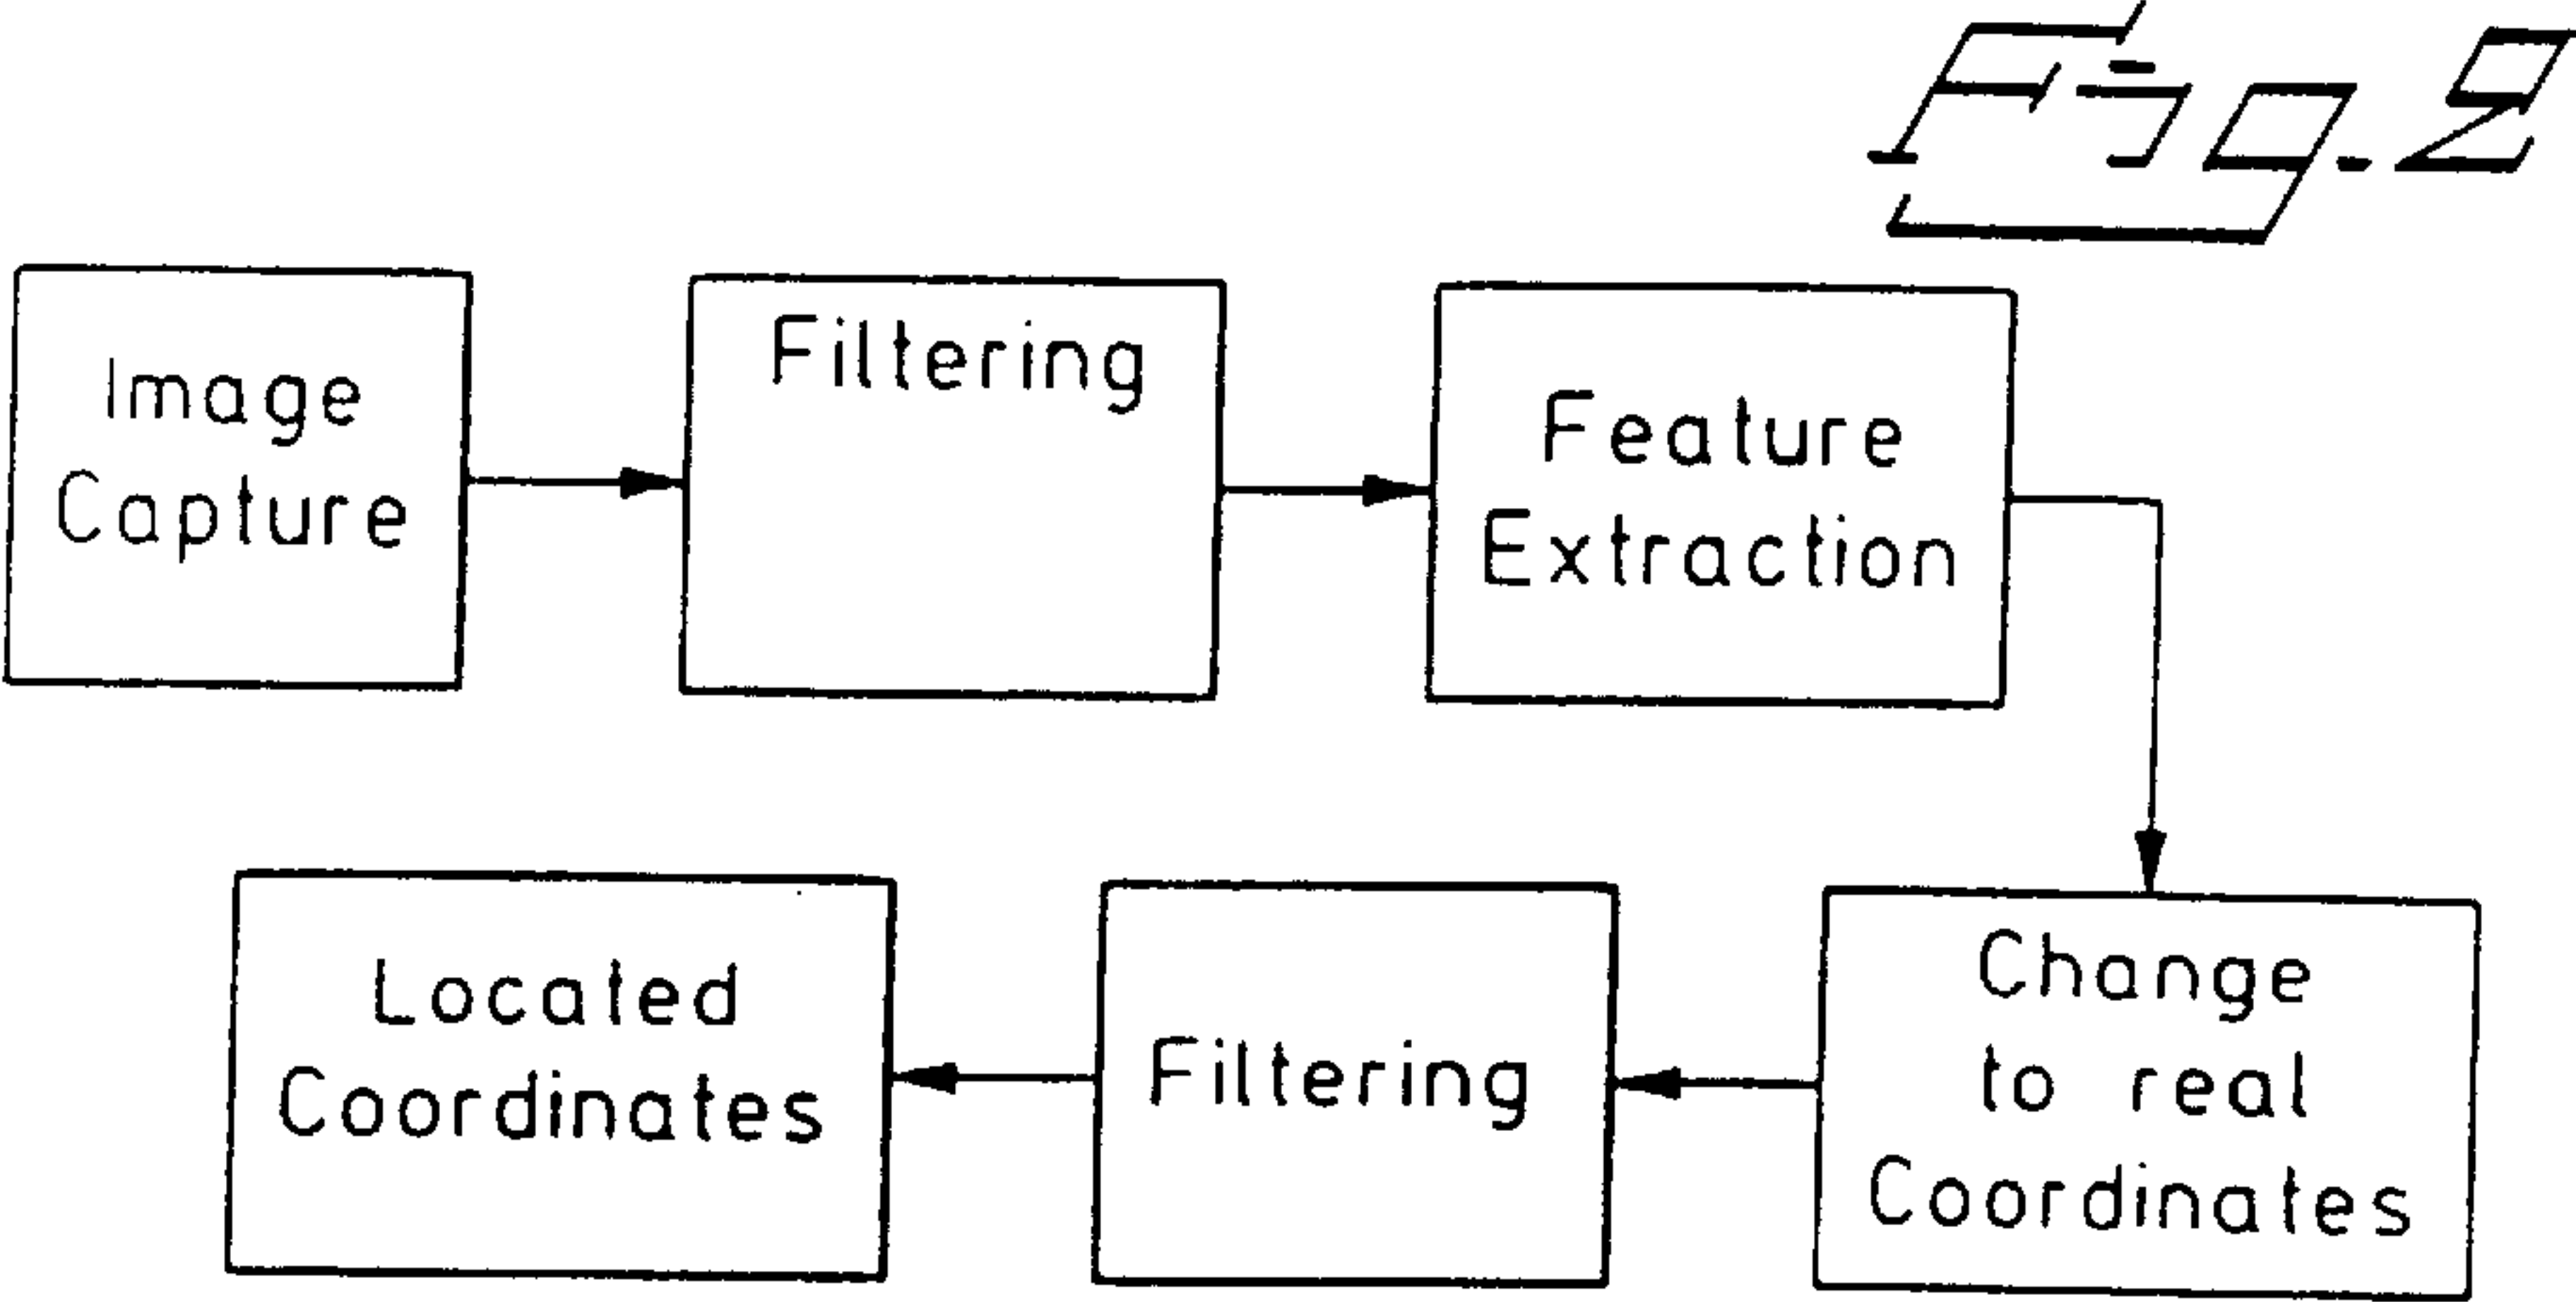 Fig.2
Image
Capture
Filtering
Feature
Extraction
Located
Coordinates
Filtering
Change
to real
Coordinates